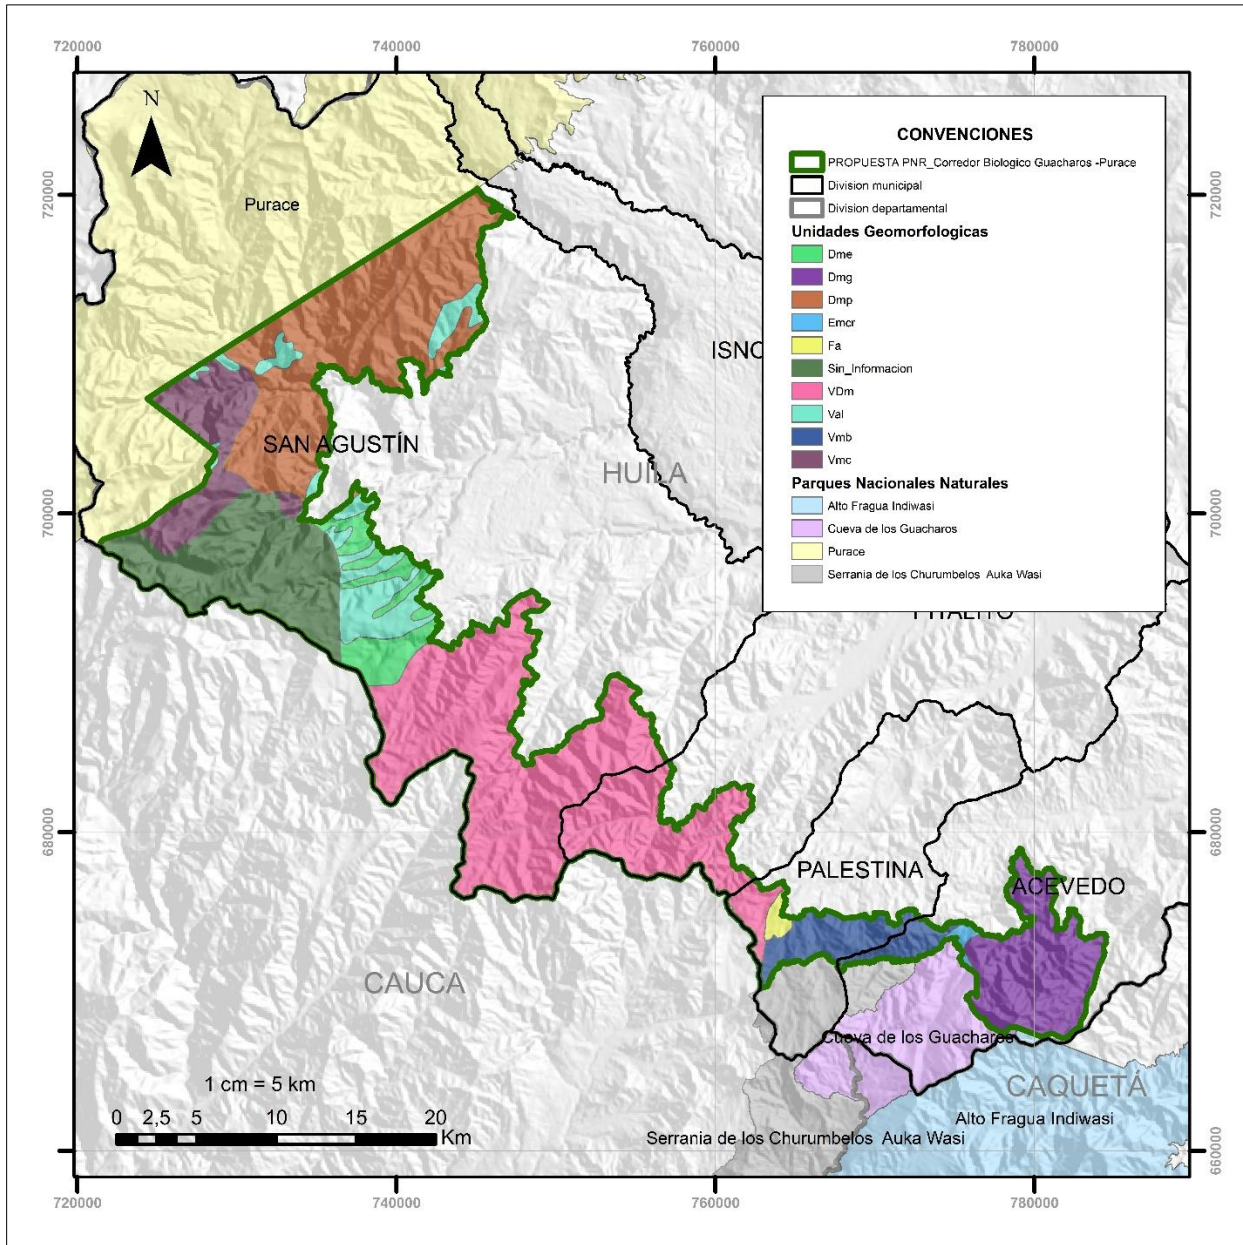 720000 740000 760000 780000
N
CONVENCIONES
PROPUESTA PNR_Corredor Biologico Guacharos -Purace
Division municipal
Division departamental
Unidades Geomorfologicas
Dme
Dmg
Dmp
Emcr
Fa
Sin_Informacion
VDm
Val
Vmb
Vmc
Parques Nacionales Naturales
Alto Fragua Indiwasi
Cueva de los Guacharos
Purace
Serrania de los Churumbelos Auka Wasi
720000
720000
Purace
ISNO
SAN AGUSTÍN
HUILA
700000
700000
PITALITO
680000
680000
PALESTINA
ACEVEDO
CAUCA
Cueva de los Guacharos
CAQUETÁ
1 cm = 5 km
Alto Fragua Indiwasi
0 2,5 5 10 15 20
Km
Serrania de los Churumbelos Auka Wasi
660000
660000
720000 740000 760000 780000